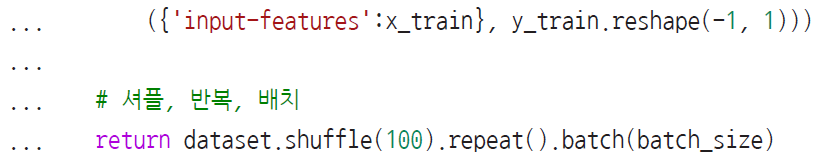 ...        ({'input-features':x_train}, y_train.reshape(-1, 1)))
...
...    # 셔플, 반복, 배치
...    return dataset.shuffle(100).repeat().batch(batch_size)